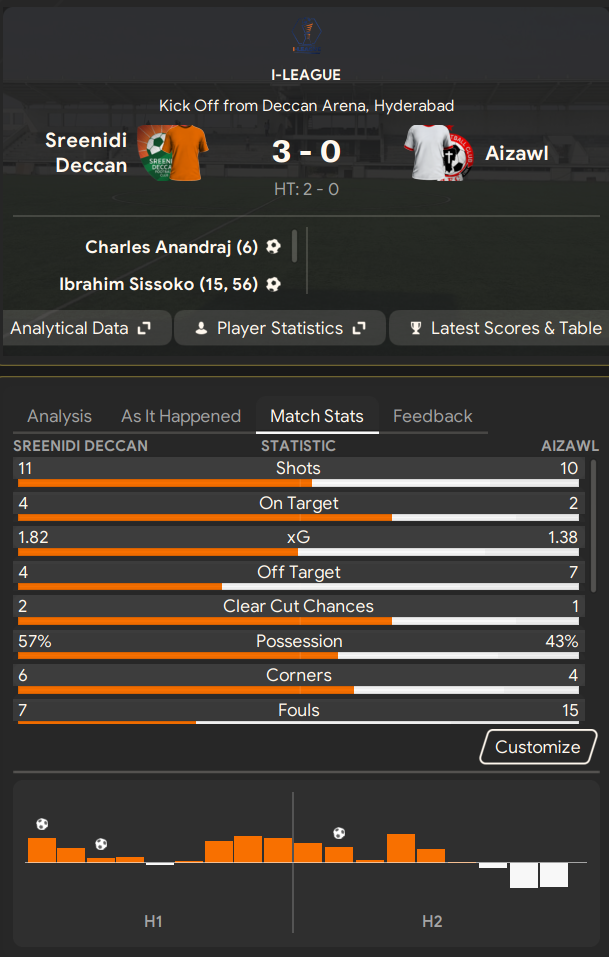 I-LEAGUE
Kick Off from Deccan Arena, Hyderabad
Sreenidi
Deccan
3 - 0
Aizawl
HT: 2 - 0
Charles Anandraj (6)
Ibrahim Sissoko (15, 56)
Analytical Data
Player Statistics
Latest Scores & Table
Analysis
As It Happened
Match Stats
Feedback
SREENIDI DECCAN STATISTIC AIZAWL
11 Shots 10
4 On Target 2
1.82 xG 1.38
4 Off Target 7
2 Clear Cut Chances 1
57% Possession 43%
6 Corners 4
7 Fouls 15
Customize
H1
H2